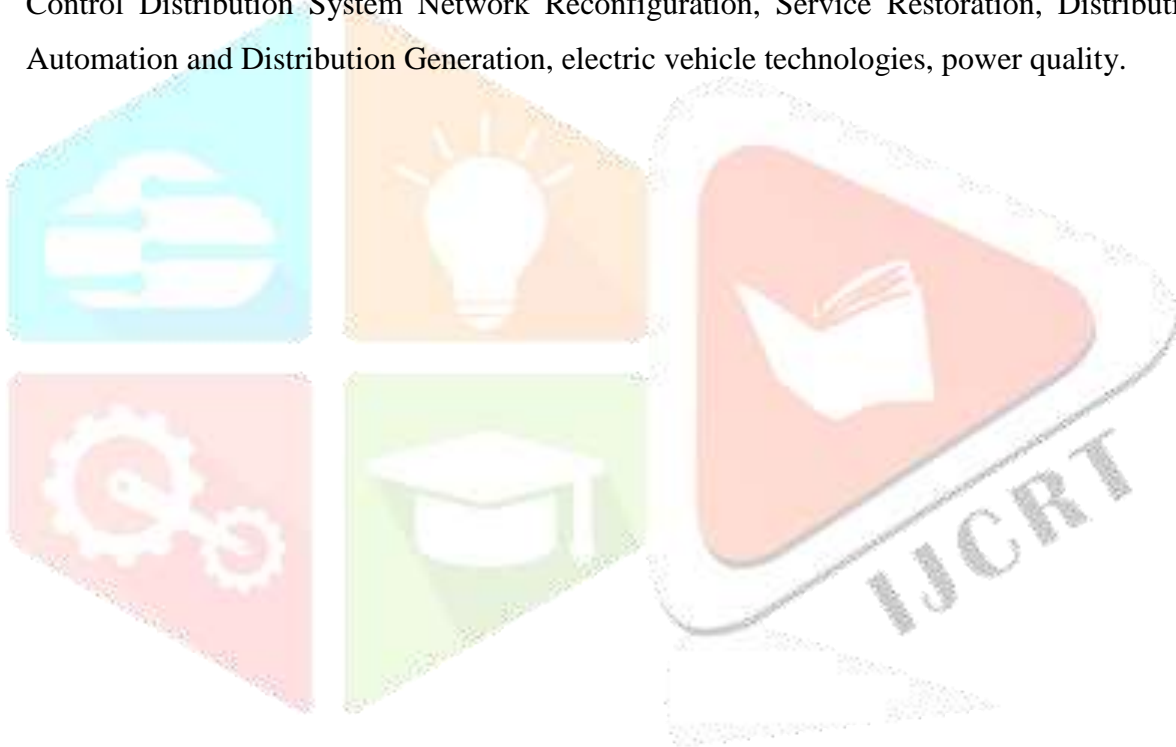 Control Distribution System Network Reconfiguration, Service Restoration, Distributi
Automation and Distribution Generation, electric vehicle technologies, power quality.
IJCRT